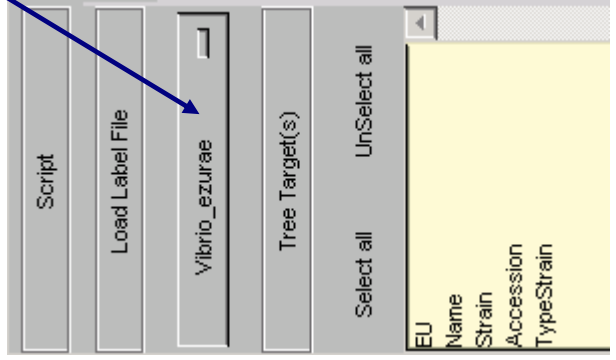 Script
Load Label File
Vibrio_ezurae
Tree Target(s)
Select all UnSelect all
EU
Name
Strain
Accession
TypeStrain